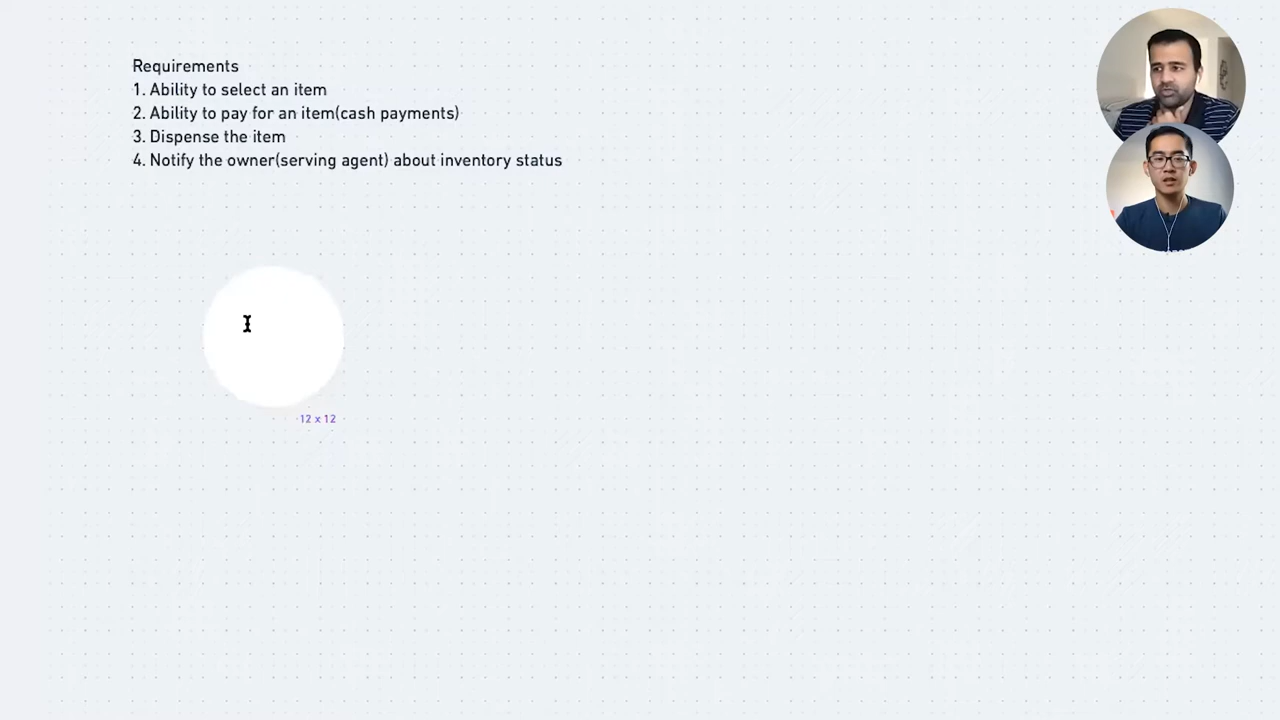 Requirements
1. Ability to select an item
2. Ability to pay for an item(cash payments)
3. Dispense the item
4. Notify the owner(serving agent) about inventory status
12 x 12